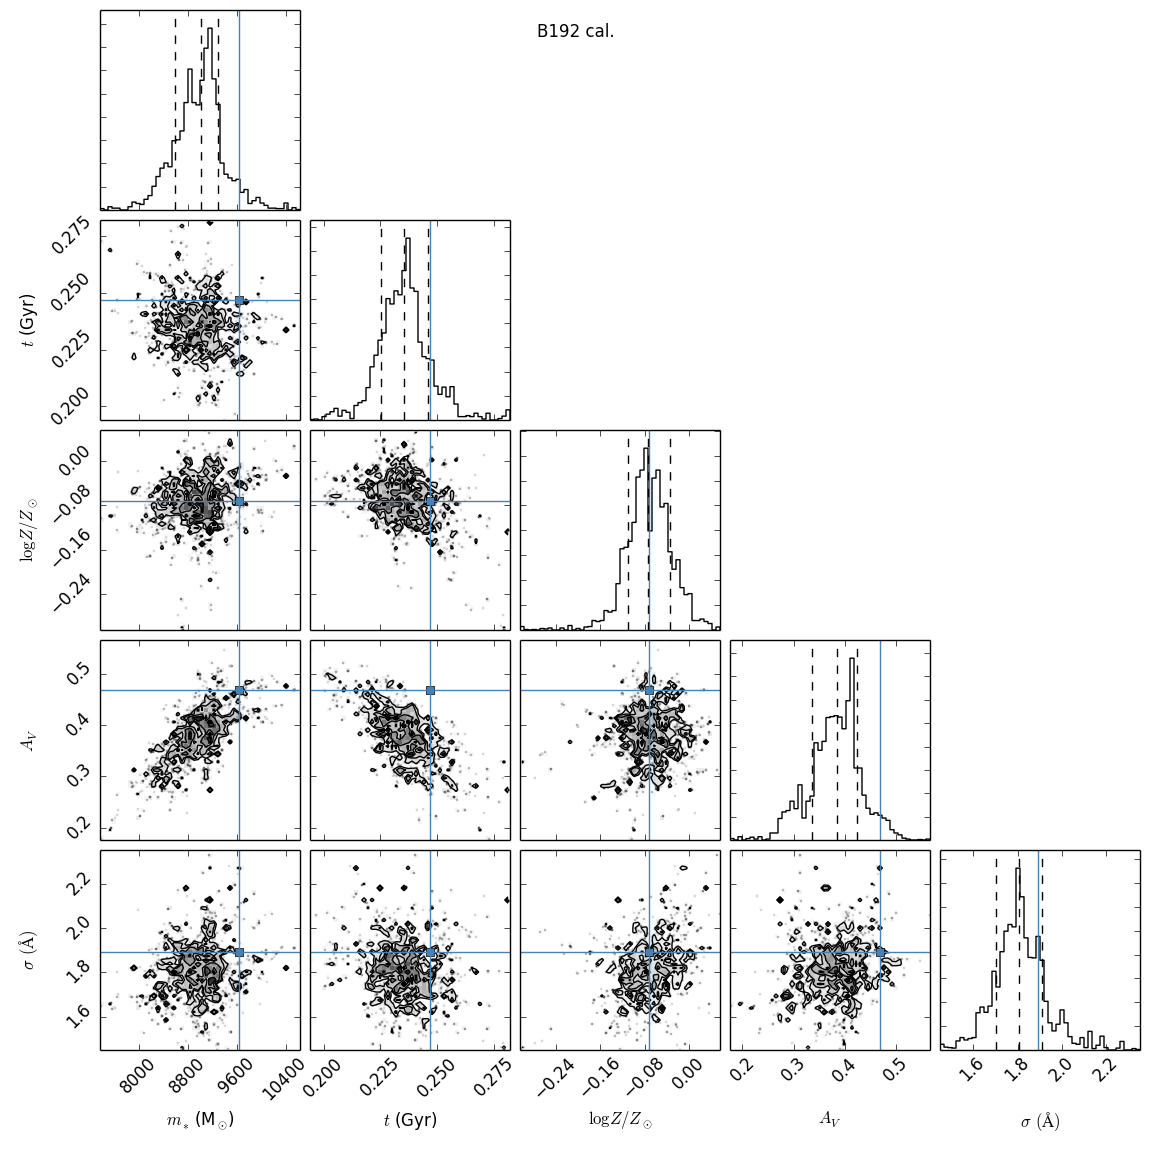 B192 cal.
0.275
0.250
0.225
0.200
t (Gyr)
0.00
−0.08
−0.16
−0.24
log Z/Z⊙
0.5
0.4
0.3
0.2
A_V
2.2
2.0
1.8
1.6
σ (Å)
8000 8800 9600 10400 0.200 0.225 0.250 0.275 −0.24 −0.16 −0.08 0.00 0.2 0.3 0.4 0.5 1.6 1.8 2.0 2.2
m_* (M⊙) t (Gyr) log Z/Z⊙ A_V σ (Å)